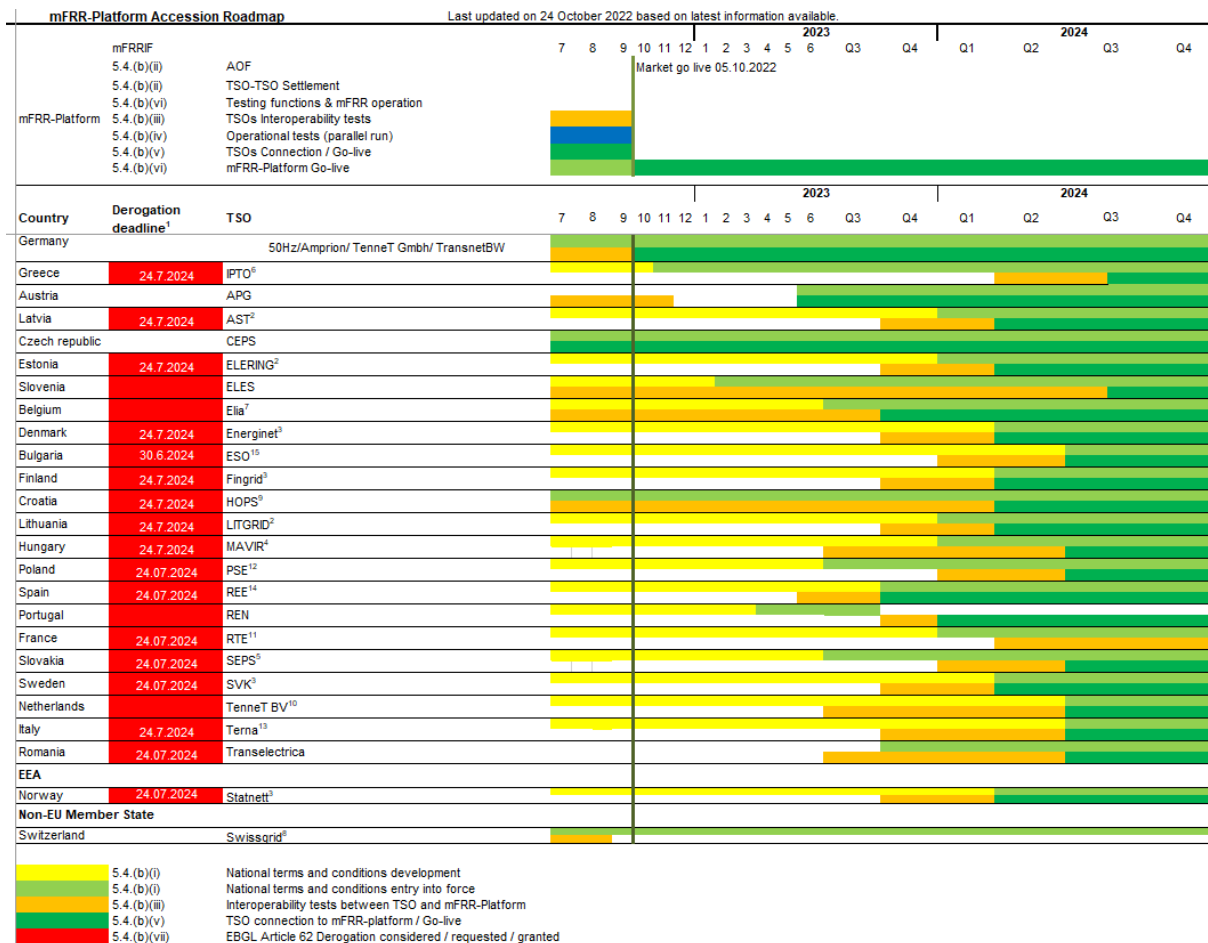 mFRR-Platform Accession Roadmap Last updated on 24 October 2022 based on latest information available.
2023 2024
mFRRIF 7 8 9 10 11 12 1 2 3 4 5 6 Q3 Q4 Q1 Q2 Q3 Q4
5.4.(b)(ii) AOF Market go live 05.10.2022
5.4.(b)(ii) TSO-TSO Settlement
5.4.(b)(vi) Testing functions & mFRR operation
mFRR-Platform 5.4.(b)(iii) TSOs Interoperability tests
5.4.(b)(iv) Operational tests (parallel run)
5.4.(b)(v) TSOs Connection / Go-live
5.4.(b)(vi) mFRR-Platform Go-live
2023 2024
Country Derogation deadline¹ TSO 7 8 9 10 11 12 1 2 3 4 5 6 Q3 Q4 Q1 Q2 Q3 Q4
Germany 50Hz/Amprion/ TenneT Gmbh/ TransnetBW
Greece 24.7.2024 IPTO⁶
Austria APG
Latvia 24.7.2024 AST²
Czech republic CEPS
Estonia 24.7.2024 ELERING²
Slovenia ELES
Belgium Elia⁷
Denmark 24.7.2024 Energinet³
Bulgaria 30.6.2024 ESO¹⁵
Finland 24.7.2024 Fingrid³
Croatia 24.7.2024 HOPS⁹
Lithuania 24.7.2024 LITGRID²
Hungary 24.7.2024 MAVIR⁴
Poland 24.07.2024 PSE¹²
Spain 24.07.2024 REE¹⁴
Portugal REN
France 24.07.2024 RTE¹¹
Slovakia 24.07.2024 SEPS⁵
Sweden 24.07.2024 SVK³
Netherlands TenneT BV¹⁰
Italy 24.7.2024 Terna¹³
Romania 24.07.2024 Transelectrica
EEA
Norway 24.07.2024 Statnett³
Non-EU Member State
Switzerland Swissgrid⁸
5.4.(b)(i) National terms and conditions development
5.4.(b)(i) National terms and conditions entry into force
5.4.(b)(iii) Interoperability tests between TSO and mFRR-Platform
5.4.(b)(v) TSO connection to mFRR-platform / Go-live
5.4.(b)(vii) EBGL Article 62 Derogation considered / requested / granted